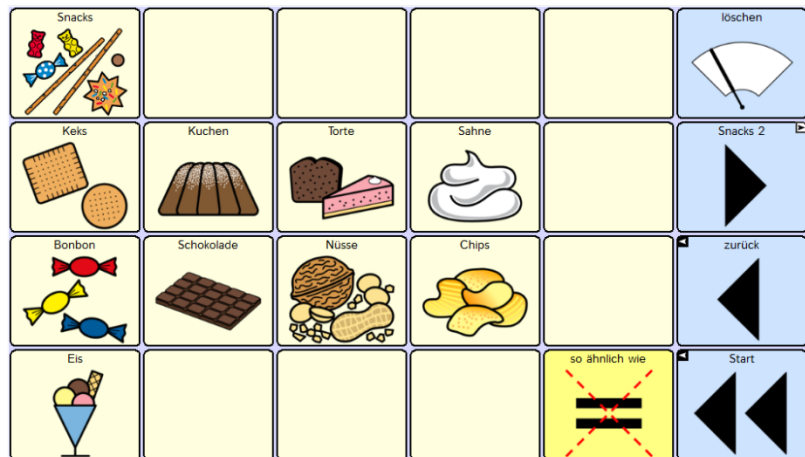 Snacks
löschen
Keks
Kuchen
Torte
Sahne
Snacks 2
Bonbon
Schokolade
Nüsse
Chips
zurück
Eis
so ähnlich wie
Start